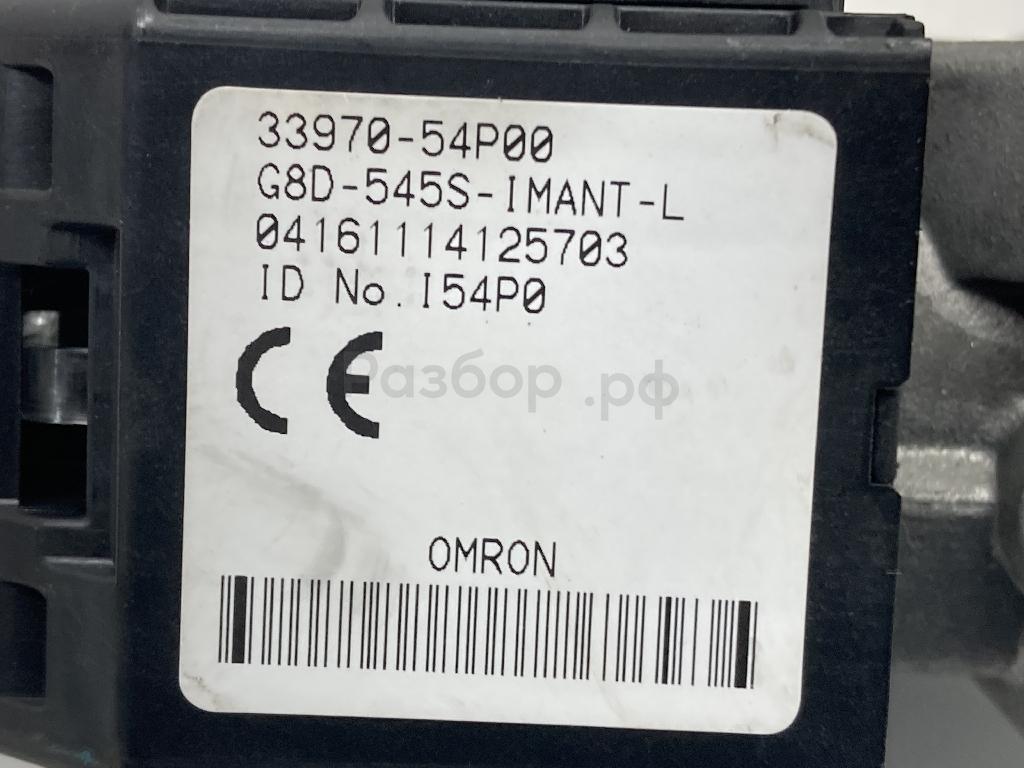 33970-54P00
G8D-545S-IMANT-L
04161114125703
ID No.I54P0
CE
Разбор.рф
OMRON